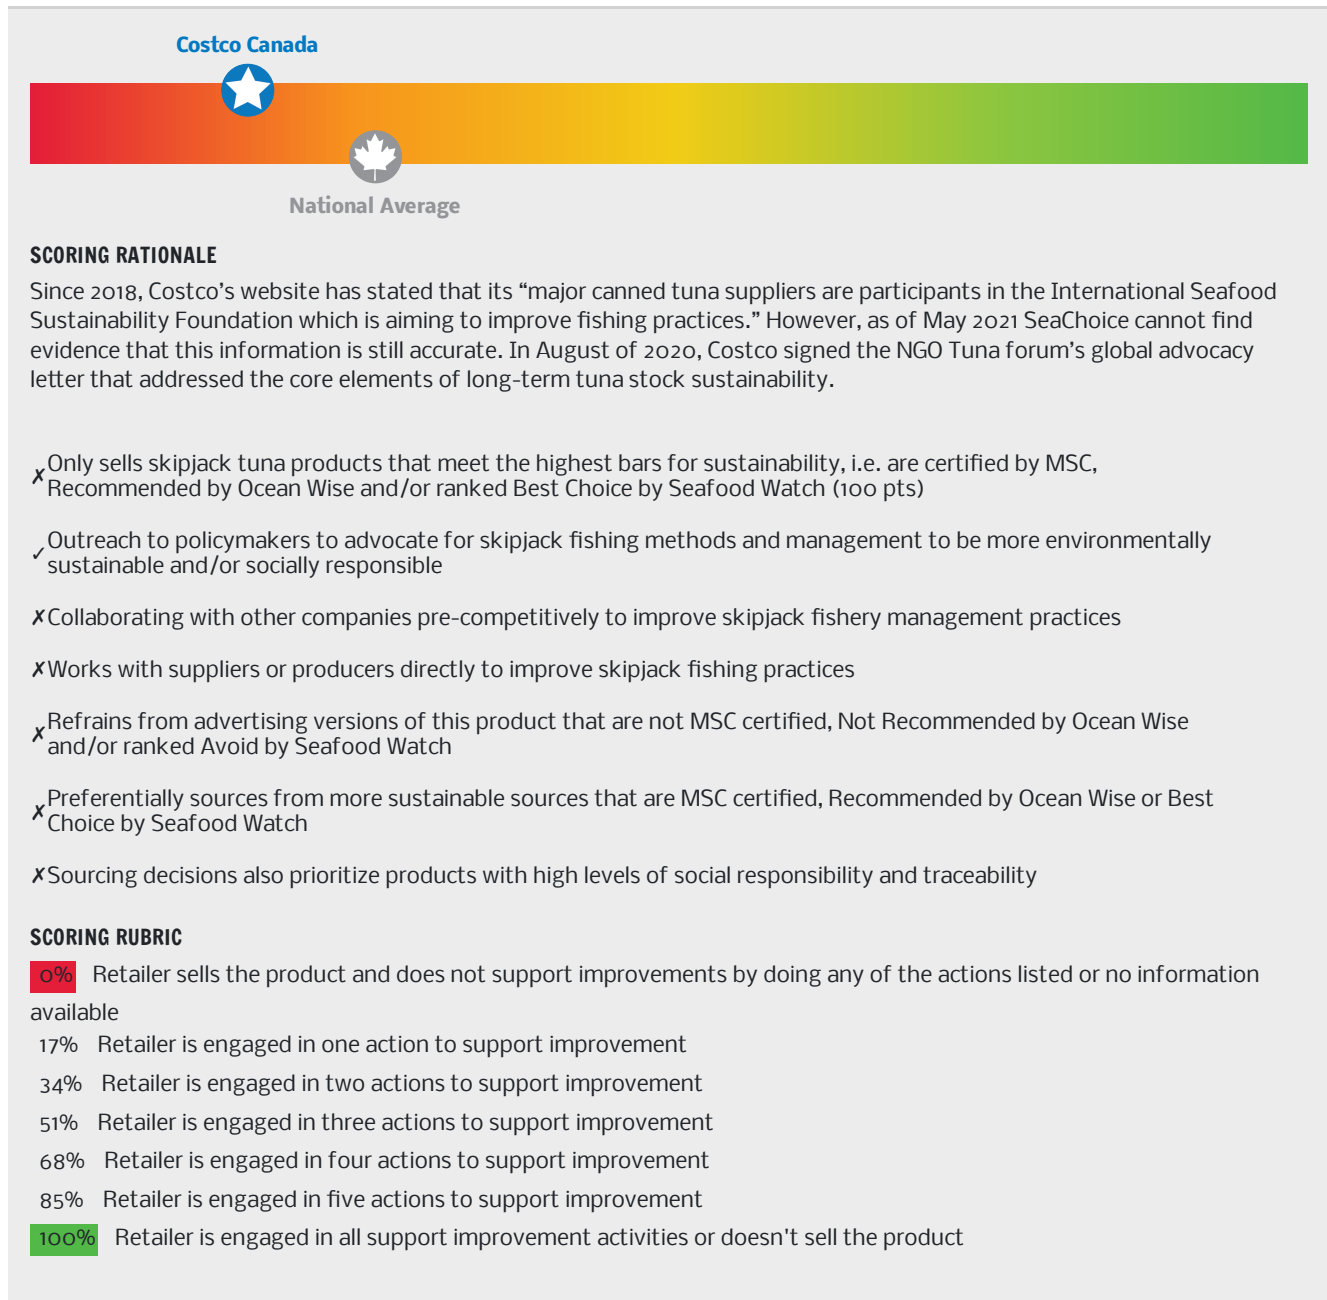 Costco Canada
National Average
SCORING RATIONALE
Since 2018, Costco’s website has stated that its “major canned tuna suppliers are participants in the International Seafood
Sustainability Foundation which is aiming to improve fishing practices.” However, as of May 2021 SeaChoice cannot find
evidence that this information is still accurate. In August of 2020, Costco signed the NGO Tuna forum’s global advocacy
letter that addressed the core elements of long-term tuna stock sustainability.
✗Only sells skipjack tuna products that meet the highest bars for sustainability, i.e. are certified by MSC,
Recommended by Ocean Wise and/or ranked Best Choice by Seafood Watch (100 pts)
✓Outreach to policymakers to advocate for skipjack fishing methods and management to be more environmentally
sustainable and/or socially responsible
✗Collaborating with other companies pre-competitively to improve skipjack fishery management practices
✗Works with suppliers or producers directly to improve skipjack fishing practices
✗Refrains from advertising versions of this product that are not MSC certified, Not Recommended by Ocean Wise
and/or ranked Avoid by Seafood Watch
✗Preferentially sources from more sustainable sources that are MSC certified, Recommended by Ocean Wise or Best
Choice by Seafood Watch
✗Sourcing decisions also prioritize products with high levels of social responsibility and traceability
SCORING RUBRIC
0% Retailer sells the product and does not support improvements by doing any of the actions listed or no information
available
17% Retailer is engaged in one action to support improvement
34% Retailer is engaged in two actions to support improvement
51% Retailer is engaged in three actions to support improvement
68% Retailer is engaged in four actions to support improvement
85% Retailer is engaged in five actions to support improvement
100% Retailer is engaged in all support improvement activities or doesn't sell the product